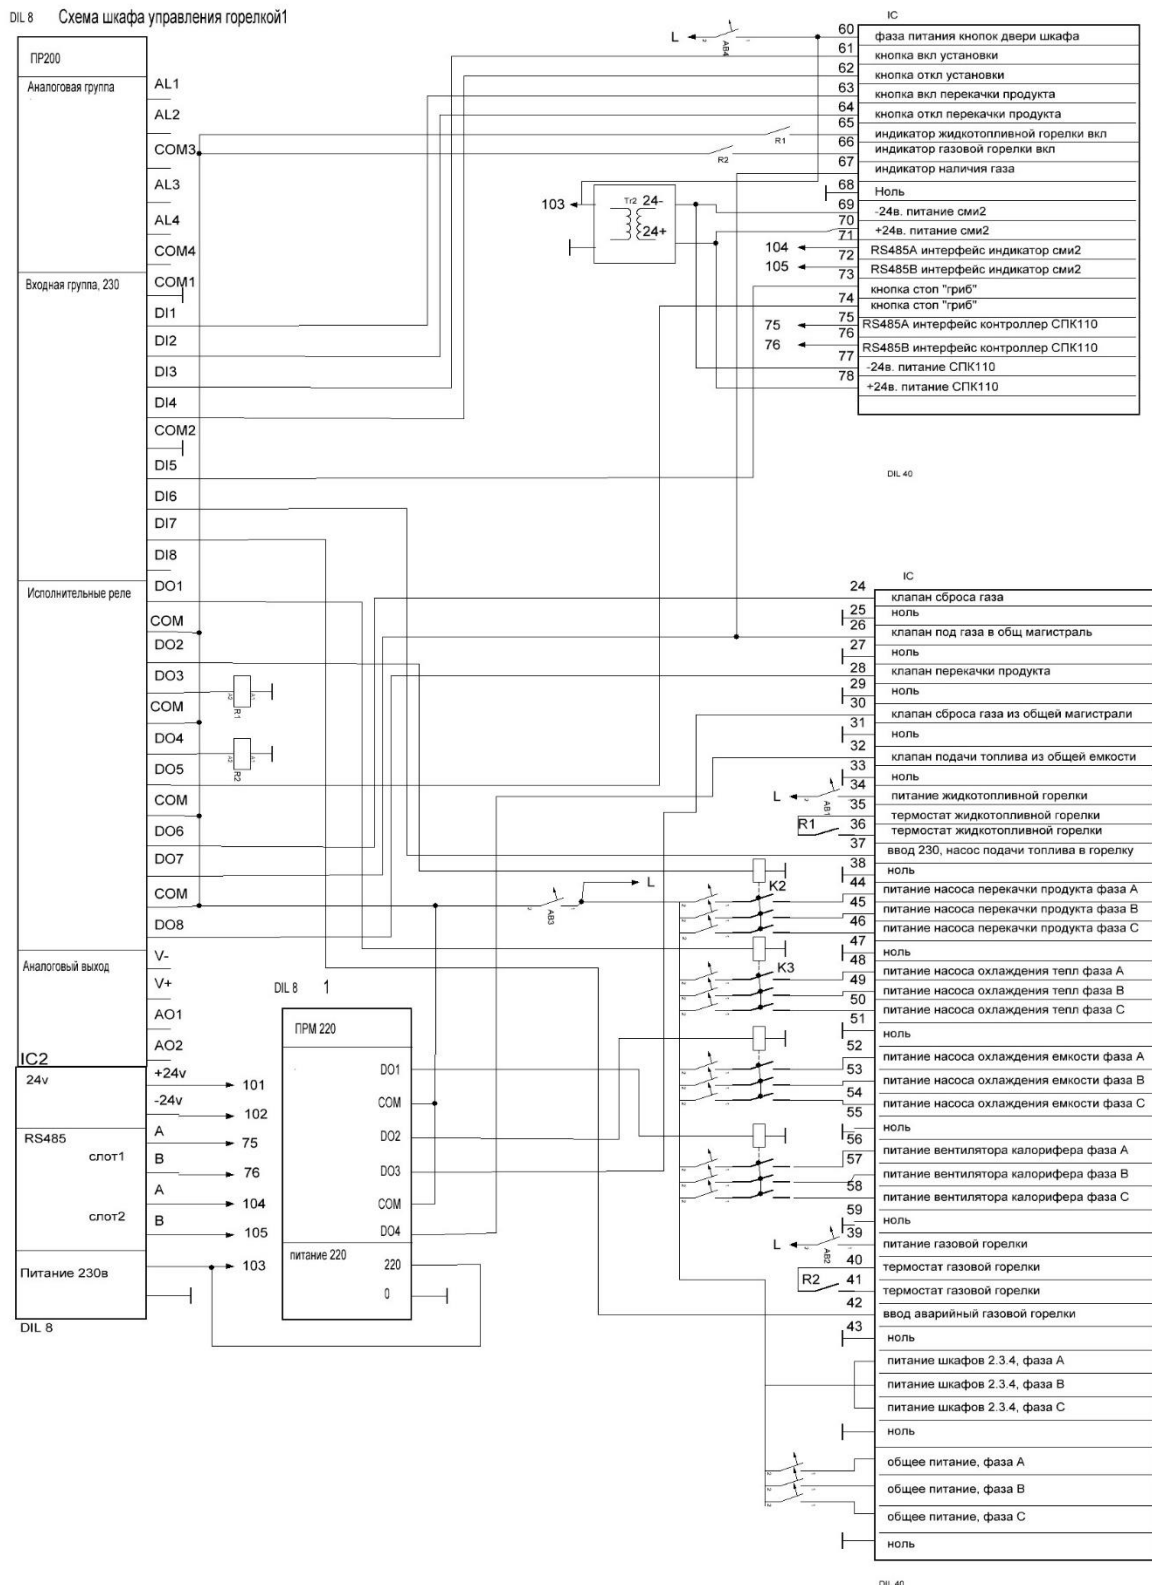 DIL 8 Схема шкафа управления горелкой1
ПР200
Аналоговая группа
AL1
AL2
COM3
AL3
AL4
COM4
Входная группа, 230
COM1
DI1
DI2
DI3
DI4
COM2
DI5
DI6
DI7
DI8
Исполнительные реле
DO1
COM
DO2
DO3
COM
DO4
DO5
COM
DO6
DO7
COM
DO8
Аналоговый выход
V-
V+
AO1
AO2
IC2
24v
+24v
101
-24v
102
RS485
слот1
A
75
B
76
слот2
A
104
B
105
Питание 230в
103
DIL 8
R1
R2
DIL 8 1
ПРМ 220
DO1
COM
DO2
DO3
COM
DO4
питание 220
220
0
L
AB4
R1
R2
103
Tr2 24-
24+
104
105
75
76
IC
60 фаза питания кнопок двери шкафа
61 кнопка вкл установки
62 кнопка откл установки
63 кнопка вкл перекачки продукта
64 кнопка откл перекачки продукта
65 индикатор жидкотопливной горелки вкл
66 индикатор газовой горелки вкл
67 индикатор наличия газа
68 Ноль
69 -24в. питание сми2
70 +24в. питание сми2
71 RS485A интерфейс индикатор сми2
72 RS485B интерфейс индикатор сми2
73 кнопка стоп "гриб"
74 кнопка стоп "гриб"
75 RS485A интерфейс контроллер СПК110
76 RS485B интерфейс контроллер СПК110
77 -24в. питание СПК110
78 +24в. питание СПК110
DIL 40
IC
24 клапан сброса газа
25 ноль
26 клапан под газа в общ магистраль
27 ноль
28 клапан перекачки продукта
29 ноль
30 клапан сброса газа из общей магистрали
31 ноль
32 клапан подачи топлива из общей емкости
33 ноль
34 питание жидкотопливной горелки
L
AB1
35 термостат жидкотопливной горелки
R1
36 термостат жидкотопливной горелки
37 ввод 230, насос подачи топлива в горелку
38 ноль
44 питание насоса перекачки продукта фаза А
K2
45 питание насоса перекачки продукта фаза В
46 питание насоса перекачки продукта фаза С
L
AB3
47 ноль
48 питание насоса охлаждения тепл фаза А
K3
49 питание насоса охлаждения тепл фаза В
50 питание насоса охлаждения тепл фаза С
51 ноль
52 питание насоса охлаждения емкости фаза А
53 питание насоса охлаждения емкости фаза В
54 питание насоса охлаждения емкости фаза С
55 ноль
56 питание вентилятора калорифера фаза А
57 питание вентилятора калорифера фаза В
58 питание вентилятора калорифера фаза С
59 ноль
39 питание газовой горелки
L
AB2
40 термостат газовой горелки
R2
41 термостат газовой горелки
42 ввод аварийный газовой горелки
43 ноль
питание шкафов 2.3.4, фаза А
питание шкафов 2.3.4, фаза В
питание шкафов 2.3.4, фаза С
ноль
общее питание, фаза А
общее питание, фаза В
общее питание, фаза С
ноль
DIL 40